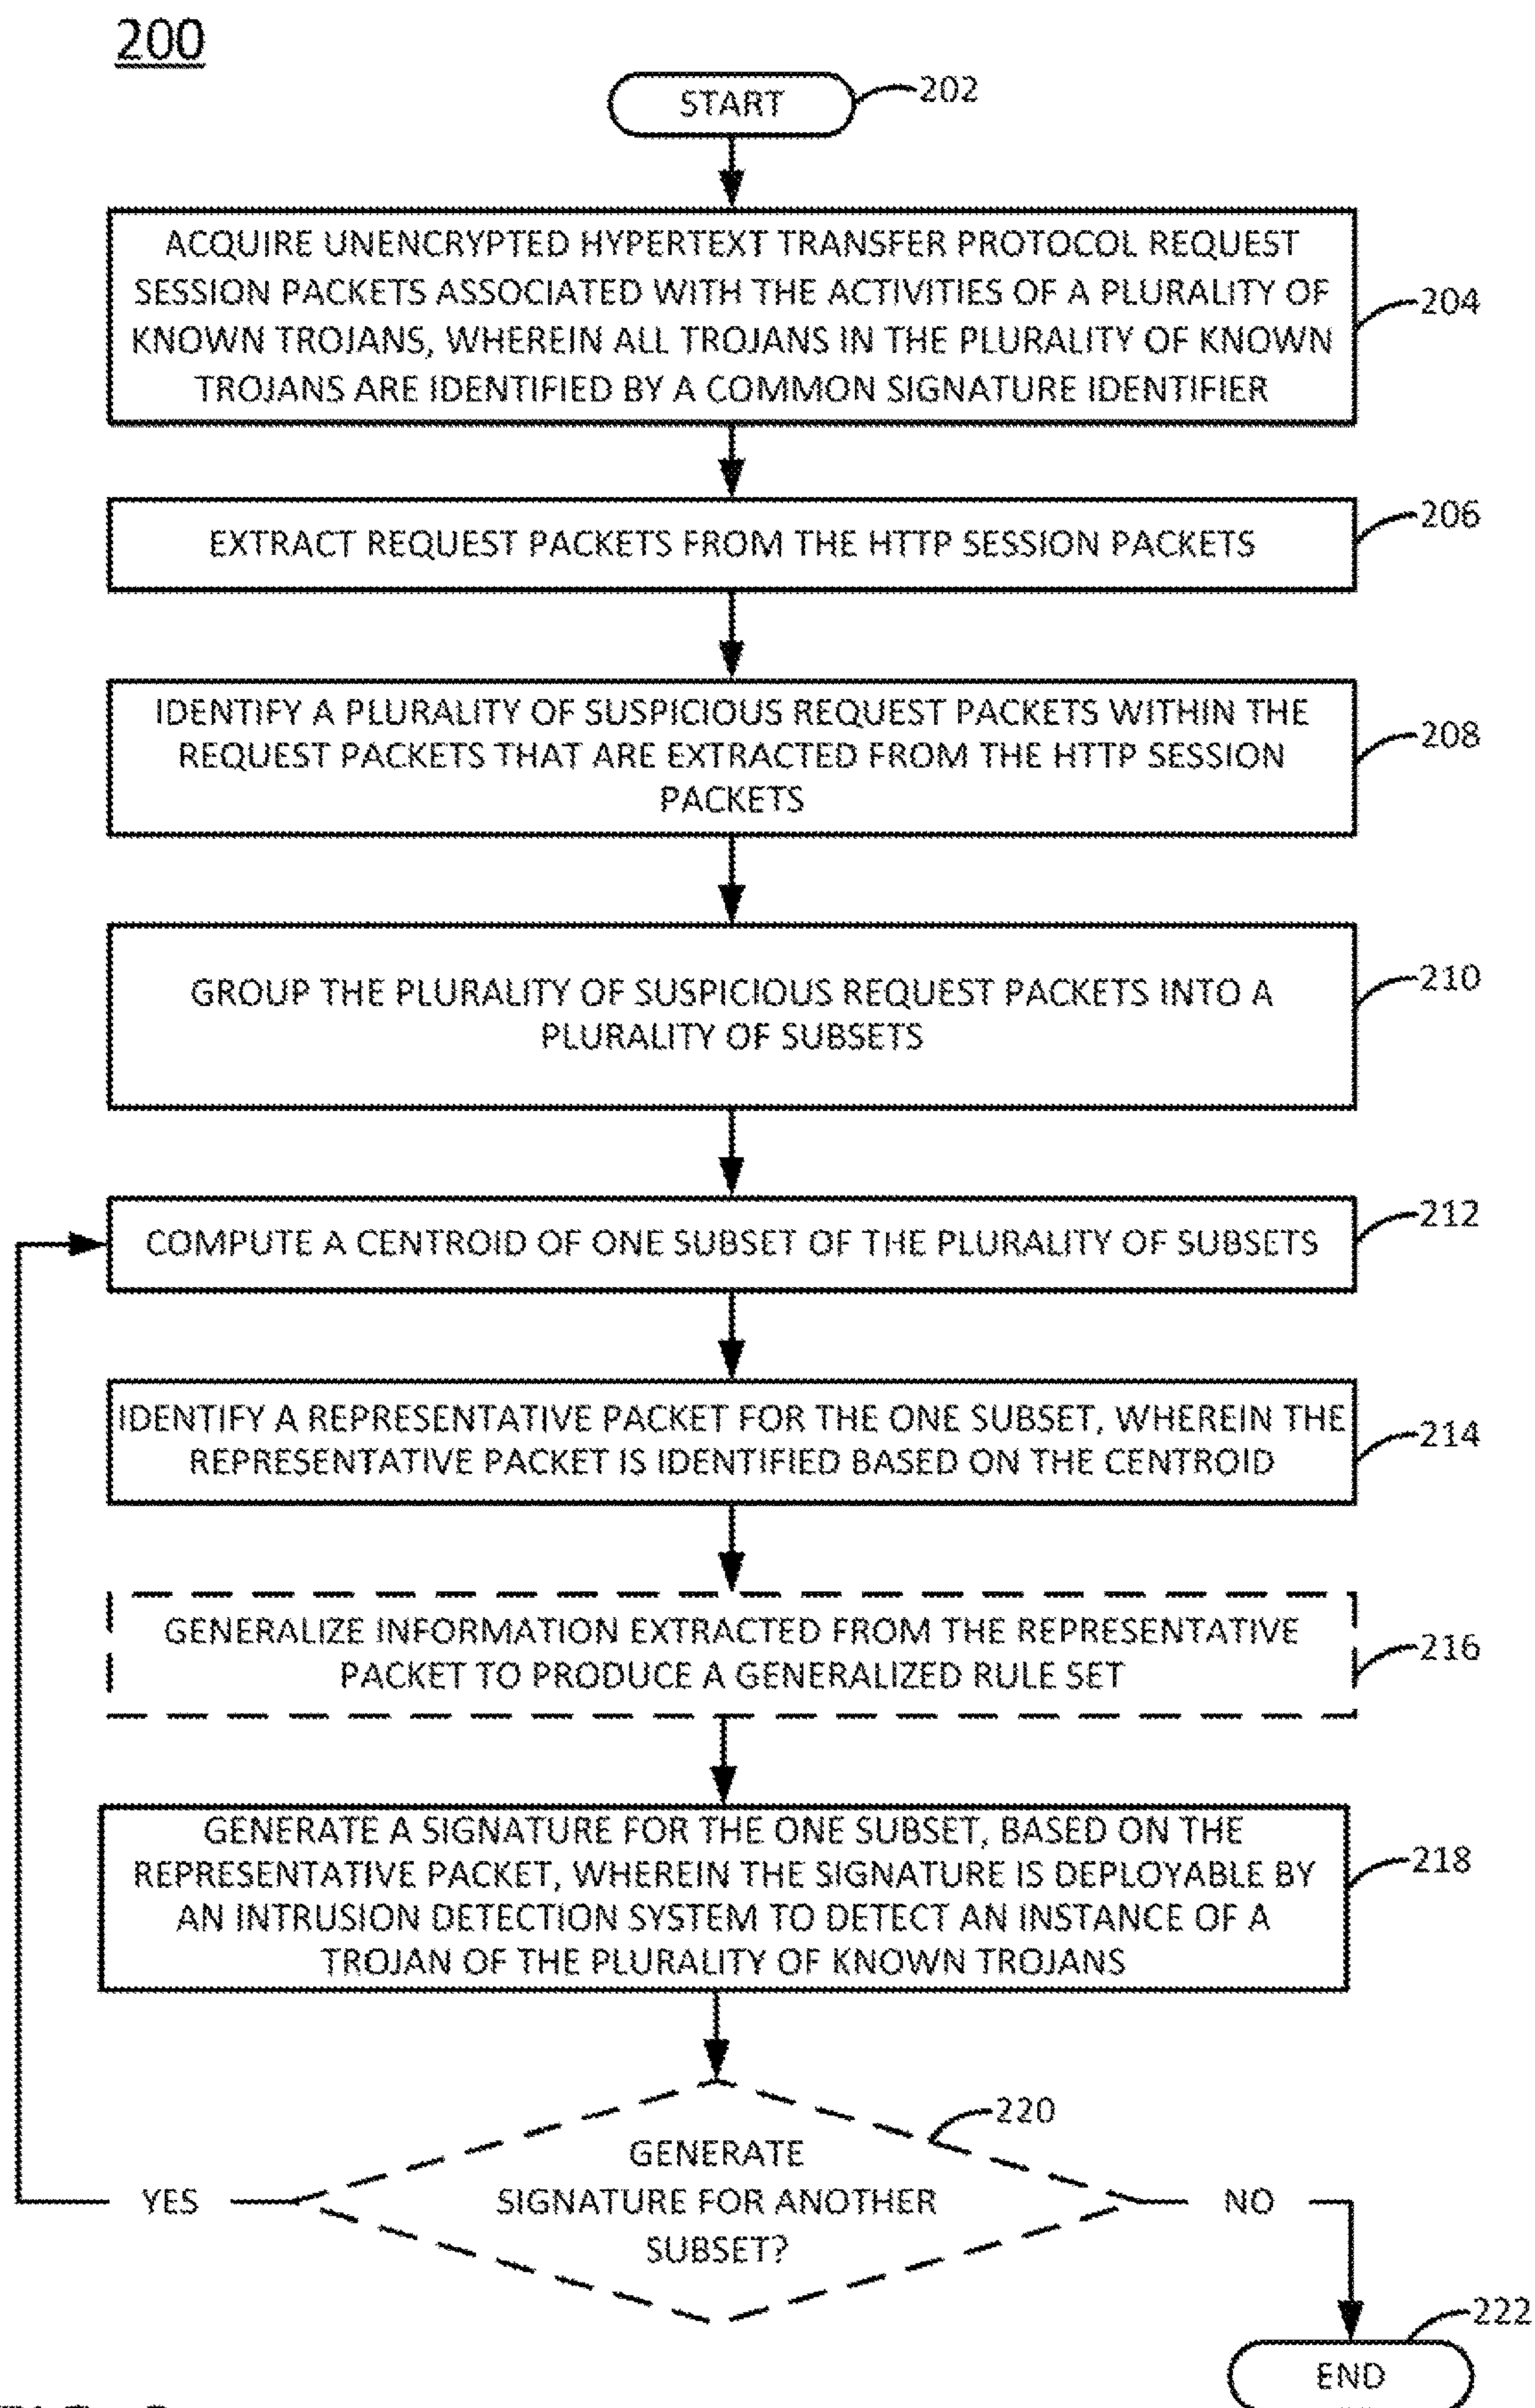 200
START
202
ACQUIRE UNENCRYPTED HYPERTEXT TRANSFER PROTOCOL REQUEST
SESSION PACKETS ASSOCIATED WITH THE ACTIVITIES OF A PLURALITY OF
KNOWN TROJANS, WHEREIN ALL TROJANS IN THE PLURALITY OF KNOWN
TROJANS ARE IDENTIFIED BY A COMMON SIGNATURE IDENTIFIER
204
EXTRACT REQUEST PACKETS FROM THE HTTP SESSION PACKETS
206
IDENTIFY A PLURALITY OF SUSPICIOUS REQUEST PACKETS WITHIN THE
REQUEST PACKETS THAT ARE EXTRACTED FROM THE HTTP SESSION
PACKETS
208
GROUP THE PLURALITY OF SUSPICIOUS REQUEST PACKETS INTO A
PLURALITY OF SUBSETS
210
COMPUTE A CENTROID OF ONE SUBSET OF THE PLURALITY OF SUBSETS
212
IDENTIFY A REPRESENTATIVE PACKET FOR THE ONE SUBSET, WHEREIN THE
REPRESENTATIVE PACKET IS IDENTIFIED BASED ON THE CENTROID
214
GENERALIZE INFORMATION EXTRACTED FROM THE REPRESENTATIVE
PACKET TO PRODUCE A GENERALIZED RULE SET
216
GENERATE A SIGNATURE FOR THE ONE SUBSET, BASED ON THE
REPRESENTATIVE PACKET, WHEREIN THE SIGNATURE IS DEPLOYABLE BY
AN INTRUSION DETECTION SYSTEM TO DETECT AN INSTANCE OF A
TROJAN OF THE PLURALITY OF KNOWN TROJANS
218
GENERATE
SIGNATURE FOR ANOTHER
SUBSET?
220
YES
NO
222
END